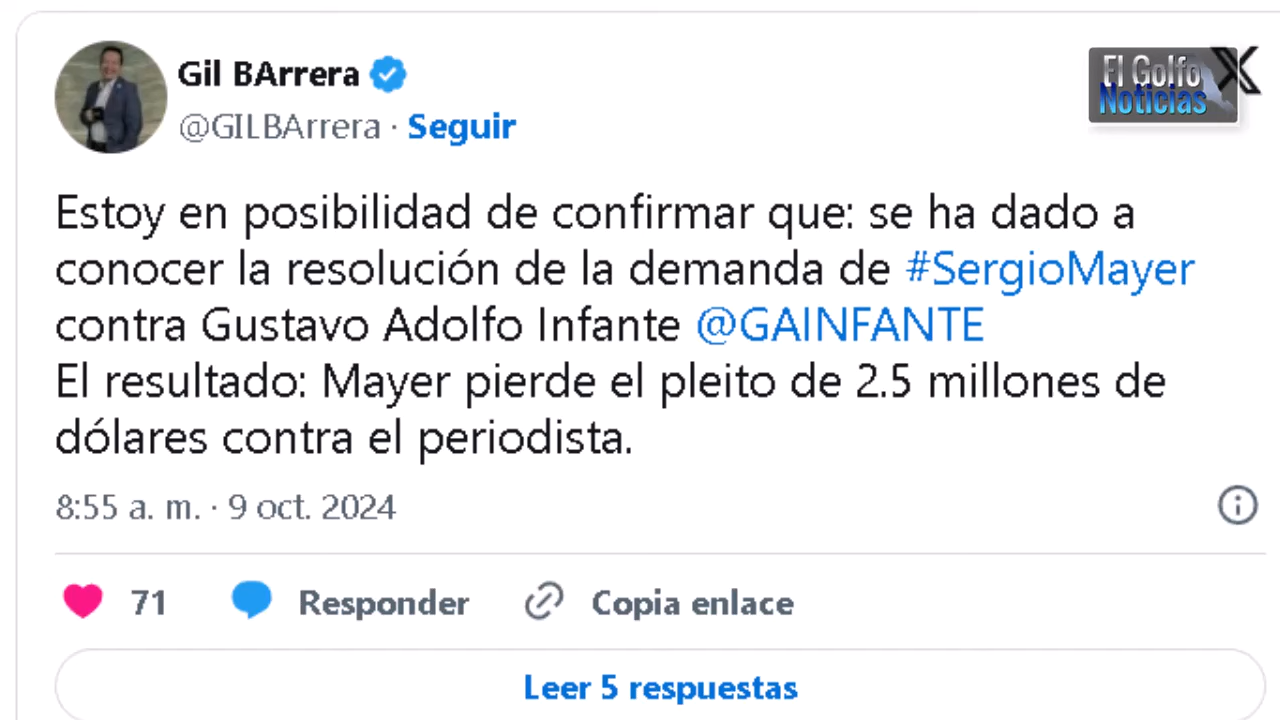 Gil BArrera
El Golfo
Noticias
@GILBArrera · Seguir
Estoy en posibilidad de confirmar que: se ha dado a
conocer la resolución de la demanda de #SergioMayer
contra Gustavo Adolfo Infante @GAINFANTE
El resultado: Mayer pierde el pleito de 2.5 millones de
dólares contra el periodista.
8:55 a. m. · 9 oct. 2024
71 Responder Copia enlace
Leer 5 respuestas